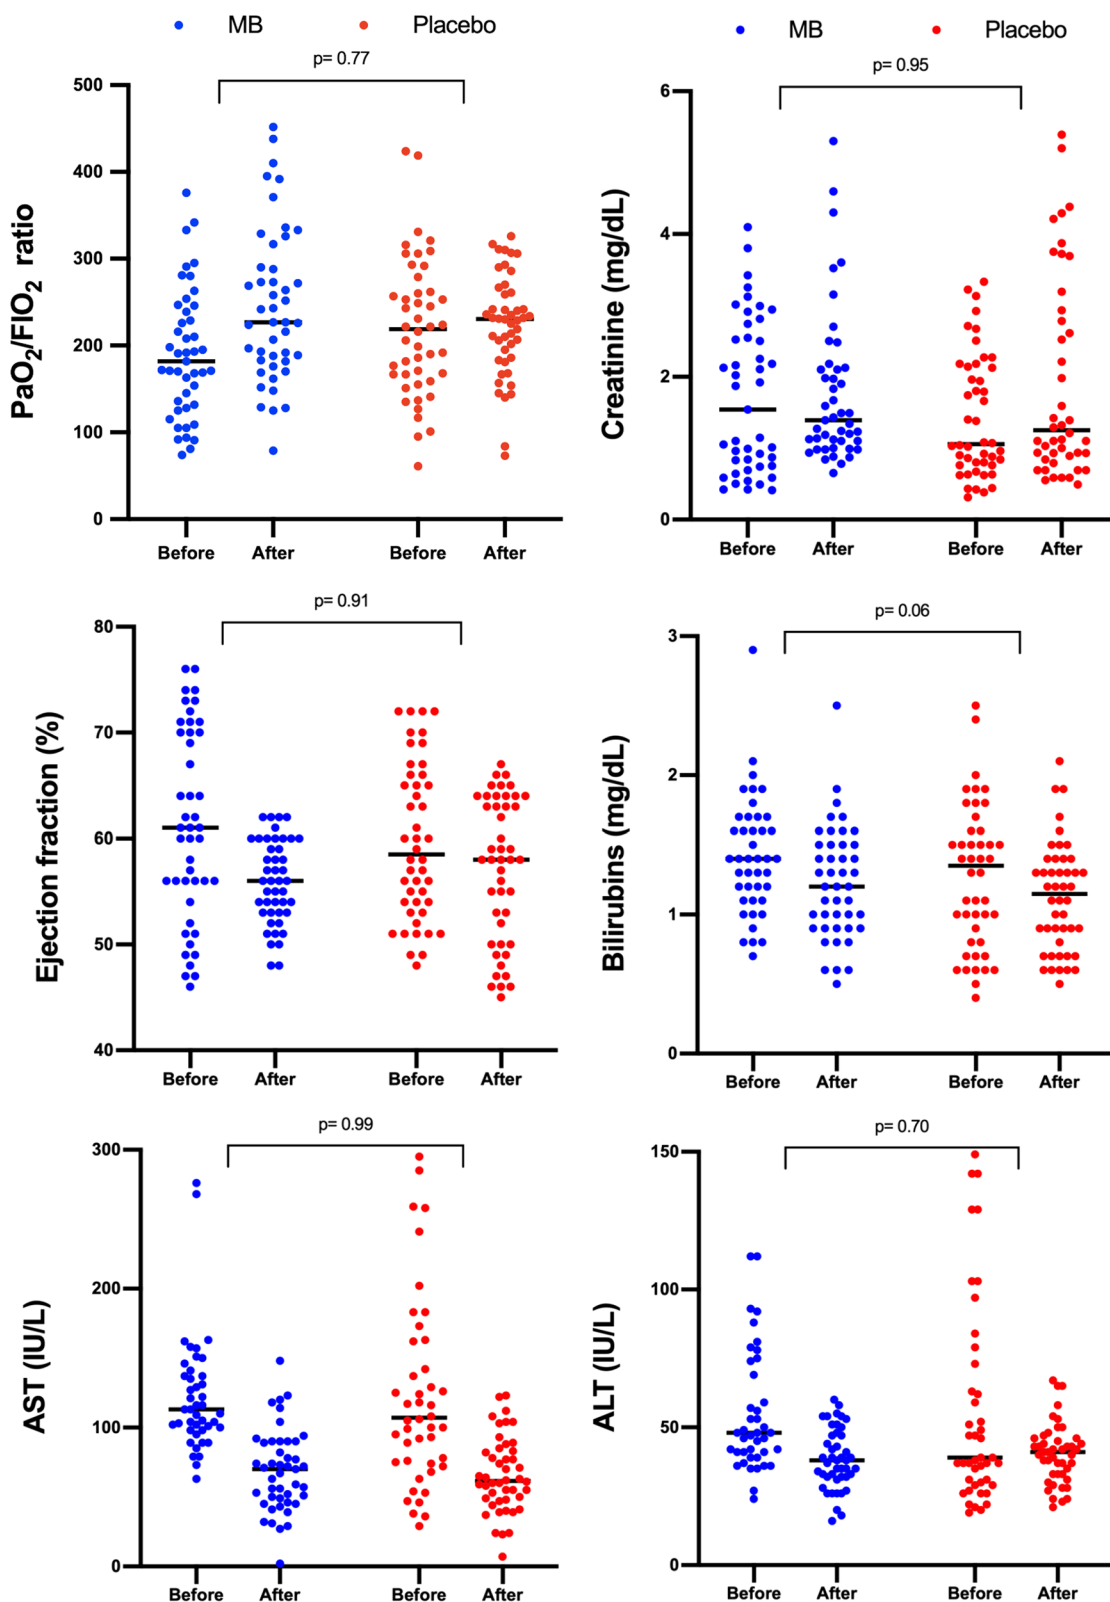 MB Placebo
p= 0.77
PaO2/FIO2 ratio
500
400
300
200
100
0
Before After Before After
MB Placebo
p= 0.95
Creatinine (mg/dL)
6
4
2
0
Before After Before After
p= 0.91
Ejection fraction (%)
80
70
60
50
40
Before After Before After
p= 0.06
Bilirubins (mg/dL)
3
2
1
0
Before After Before After
p= 0.99
AST (IU/L)
300
200
100
0
Before After Before After
p= 0.70
ALT (IU/L)
150
100
50
0
Before After Before After